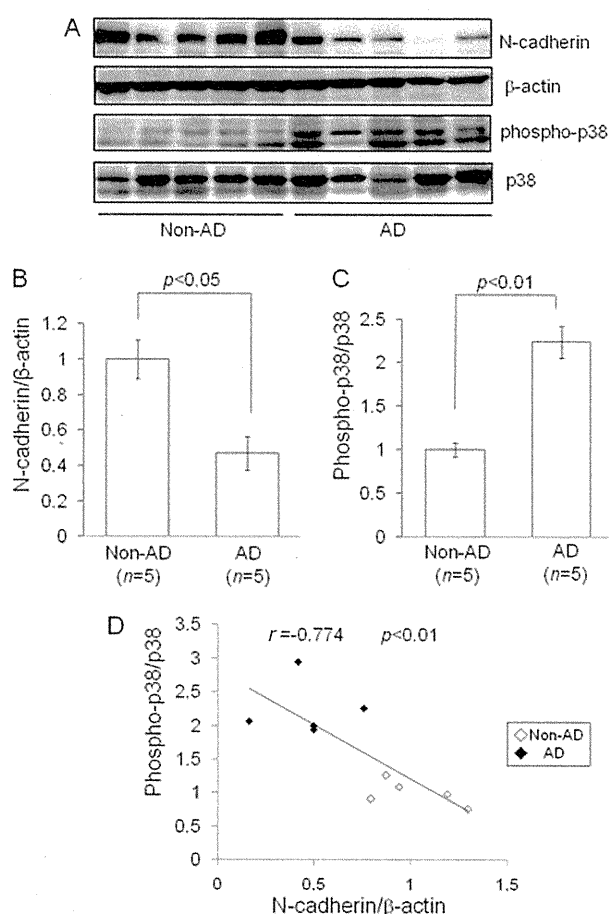 A
N-cadherin
β-actin
phospho-p38
p38
Non-AD AD
B
p<0.05
N-cadherin/β-actin
1.2
1
0.8
0.6
0.4
0.2
0
Non-AD AD
(n=5) (n=5)
C
p<0.01
Phospho-p38/p38
2.5
2
1.5
1
0.5
0
Non-AD AD
(n=5) (n=5)
D
r=-0.774 p<0.01
Phospho-p38/p38
3.5
3
2.5
2
1.5
1
0.5
0
0 0.5 1 1.5
N-cadherin/β-actin
Non-AD
AD